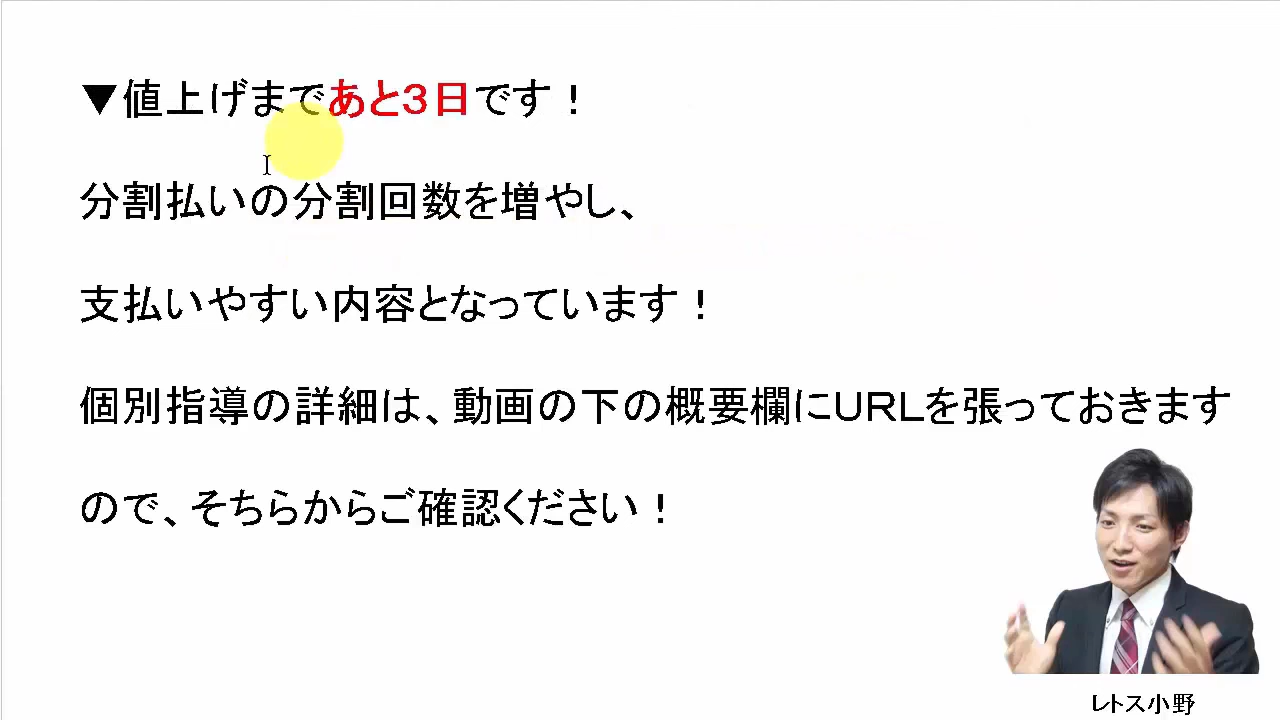 ▼値上げまであと３日です！
分割払いの分割回数を増やし、
支払いやすい内容となっています！
個別指導の詳細は、動画の下の概要欄にＵＲＬを張っておきます
ので、そちらからご確認ください！
レトス小野